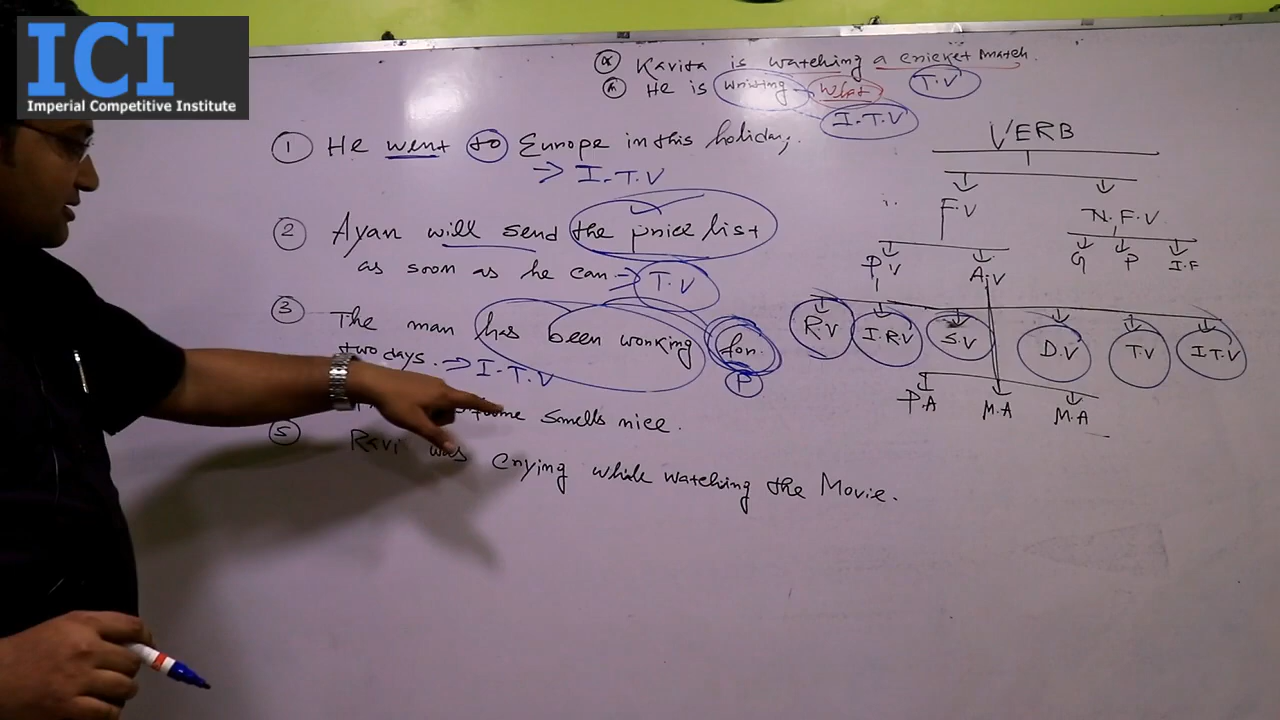 ICI
Imperial Competitive Institute
Kavita is watching a cricket match.
He is writing what T.V
I.T.V
① He went to Europe in this holiday,
→ I.T.V
② Ayan will send the price list
as soon as he can. → T.V
③ The man has been working for.
two days. → I.T.V P
smells nice.
⑤ Ravi was crying while watching the Movie.
VERB
F.V N.F.V
P.V A.V G P I.F
R.V I.R.V S.V D.V T.V I.T.V
P.A M.A M.A